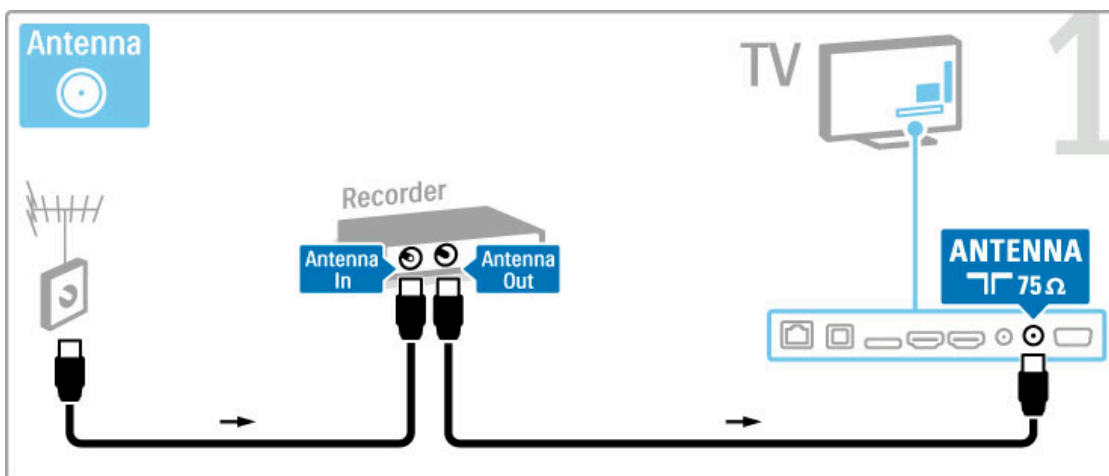 Antenna
TV
1
Recorder
Antenna
In
Antenna
Out
ANTENNA
75 Ω